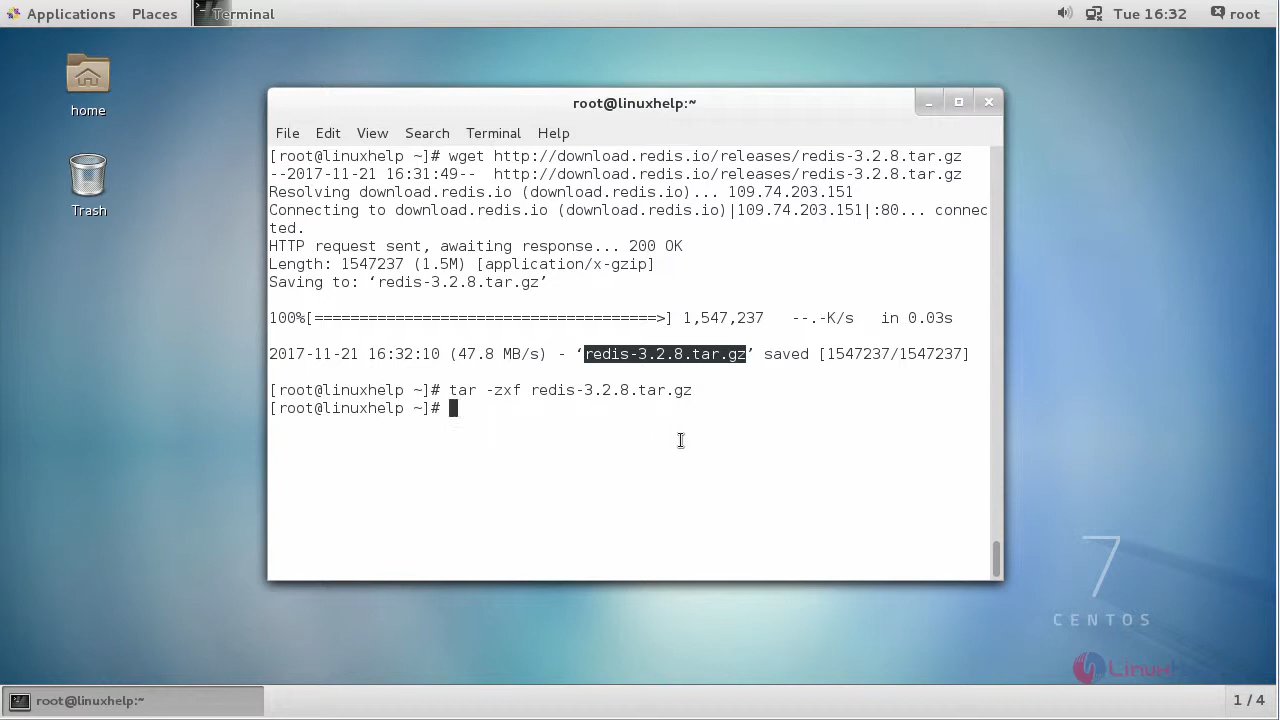 Applications Places Terminal Tue 16:32 root
home
Trash
root@linuxhelp:~
File Edit View Search Terminal Help
[root@linuxhelp ~]# wget http://download.redis.io/releases/redis-3.2.8.tar.gz
--2017-11-21 16:31:49--  http://download.redis.io/releases/redis-3.2.8.tar.gz
Resolving download.redis.io (download.redis.io)... 109.74.203.151
Connecting to download.redis.io (download.redis.io)|109.74.203.151|:80... connec
ted.
HTTP request sent, awaiting response... 200 OK
Length: 1547237 (1.5M) [application/x-gzip]
Saving to: ‘redis-3.2.8.tar.gz’
100%[======================================>] 1,547,237   --.-K/s   in 0.03s
2017-11-21 16:32:10 (47.8 MB/s) - ‘redis-3.2.8.tar.gz’ saved [1547237/1547237]
[root@linuxhelp ~]# tar -zxf redis-3.2.8.tar.gz
[root@linuxhelp ~]#
7
CENTOS
root@linuxhelp:~
1 / 4